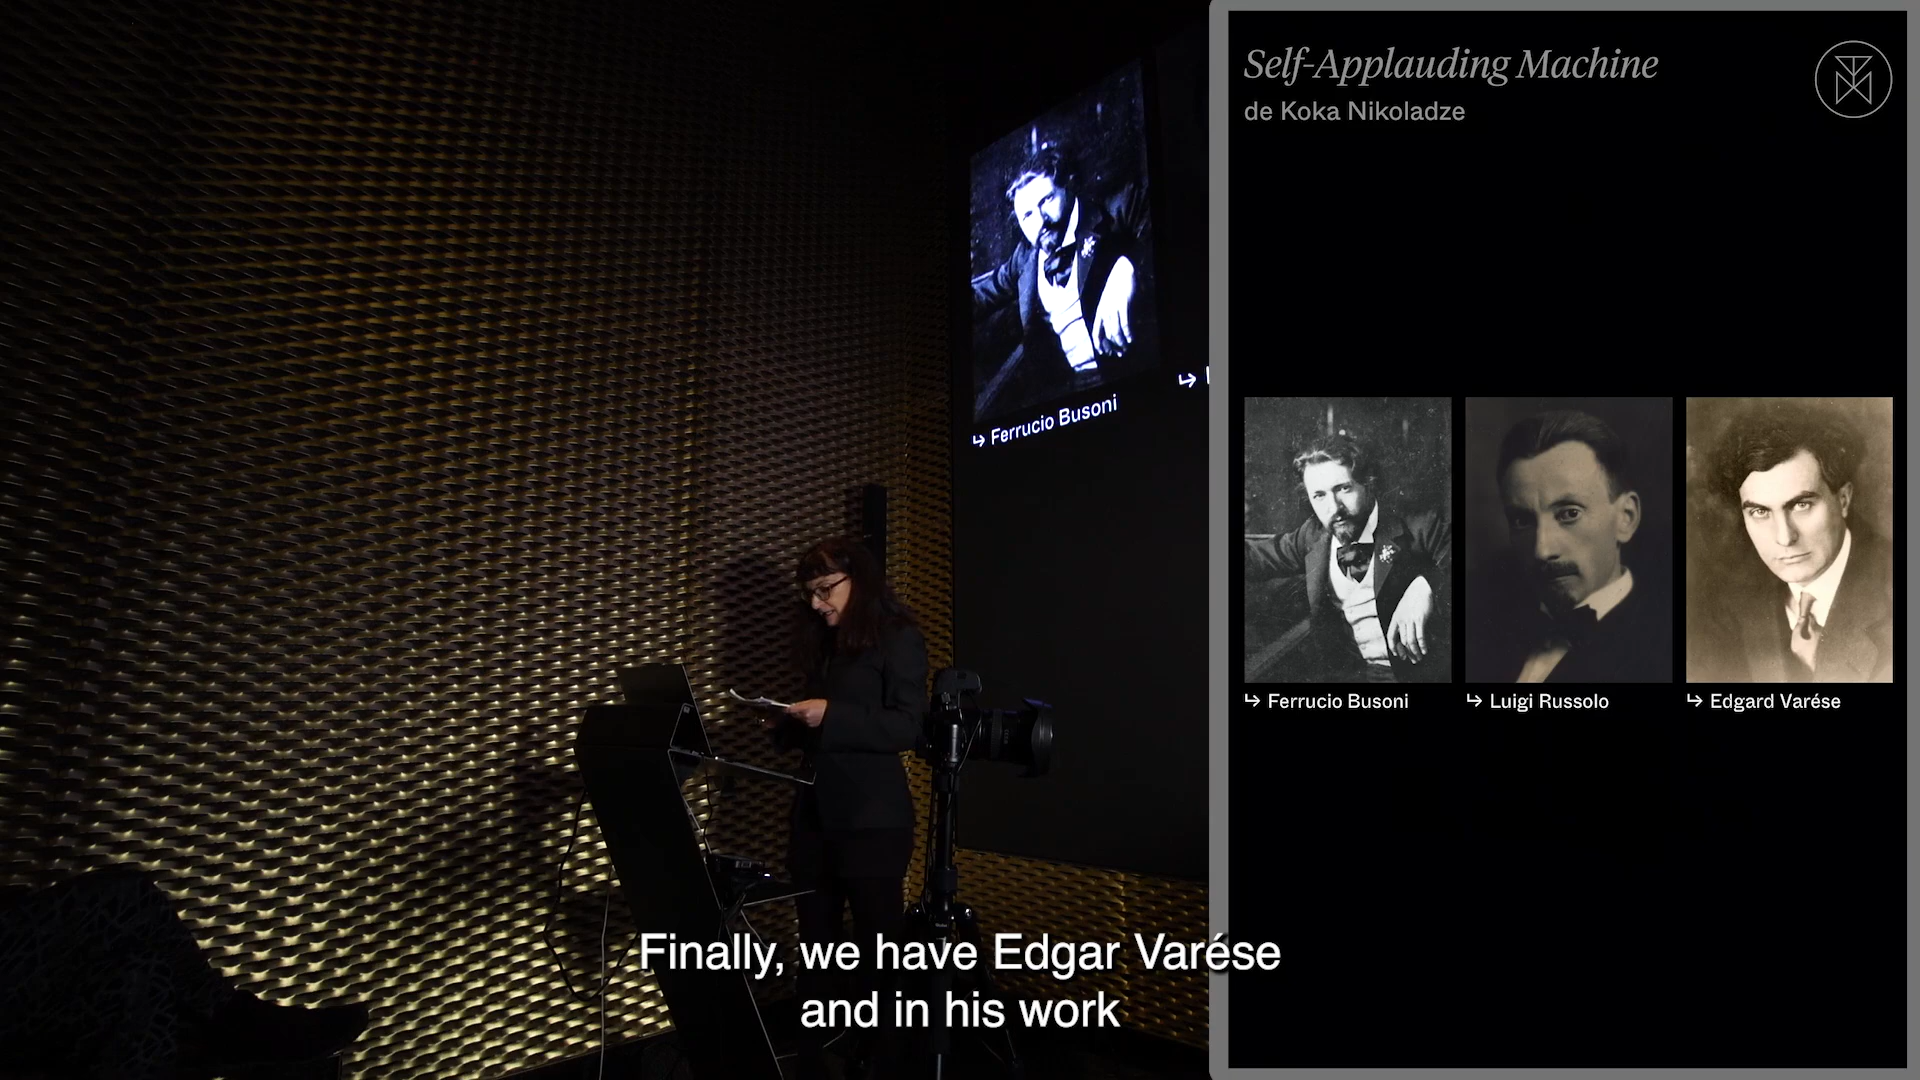 Self-Applauding Machine
de Koka Nikoladze
↳ Ferrucio Busoni
↳ Ferrucio Busoni
↳ Luigi Russolo
↳ Edgard Varése
Finally, we have Edgar Varése
and in his work